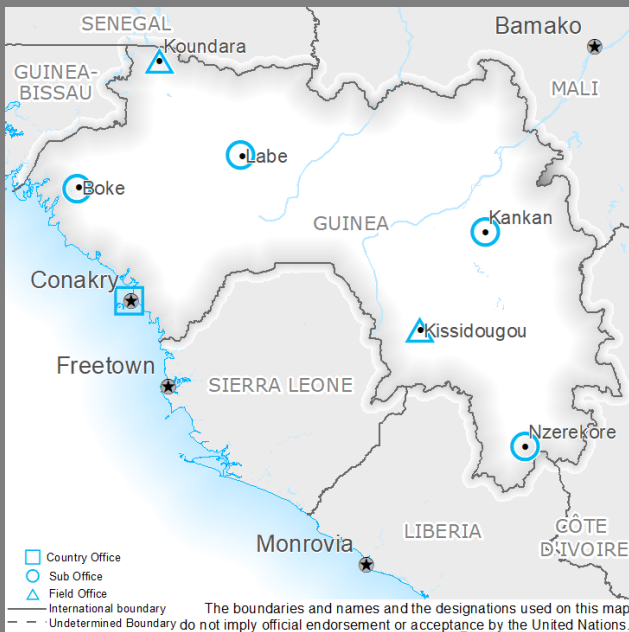 SENEGAL
Bamako
Koundara
GUINEA-
BISSAU
MALI
Labe
Boke
GUINEA
Kankan
Conakry
Kissidougou
Freetown
SIERRA LEONE
Nzerekore
LIBERIA
CÔTE
D'IVOIRE
Monrovia
Country Office
Sub Office
Field Office
International boundary
Undetermined Boundary
The boundaries and names and the designations used on this map
do not imply official endorsement or acceptance by the United Nations.